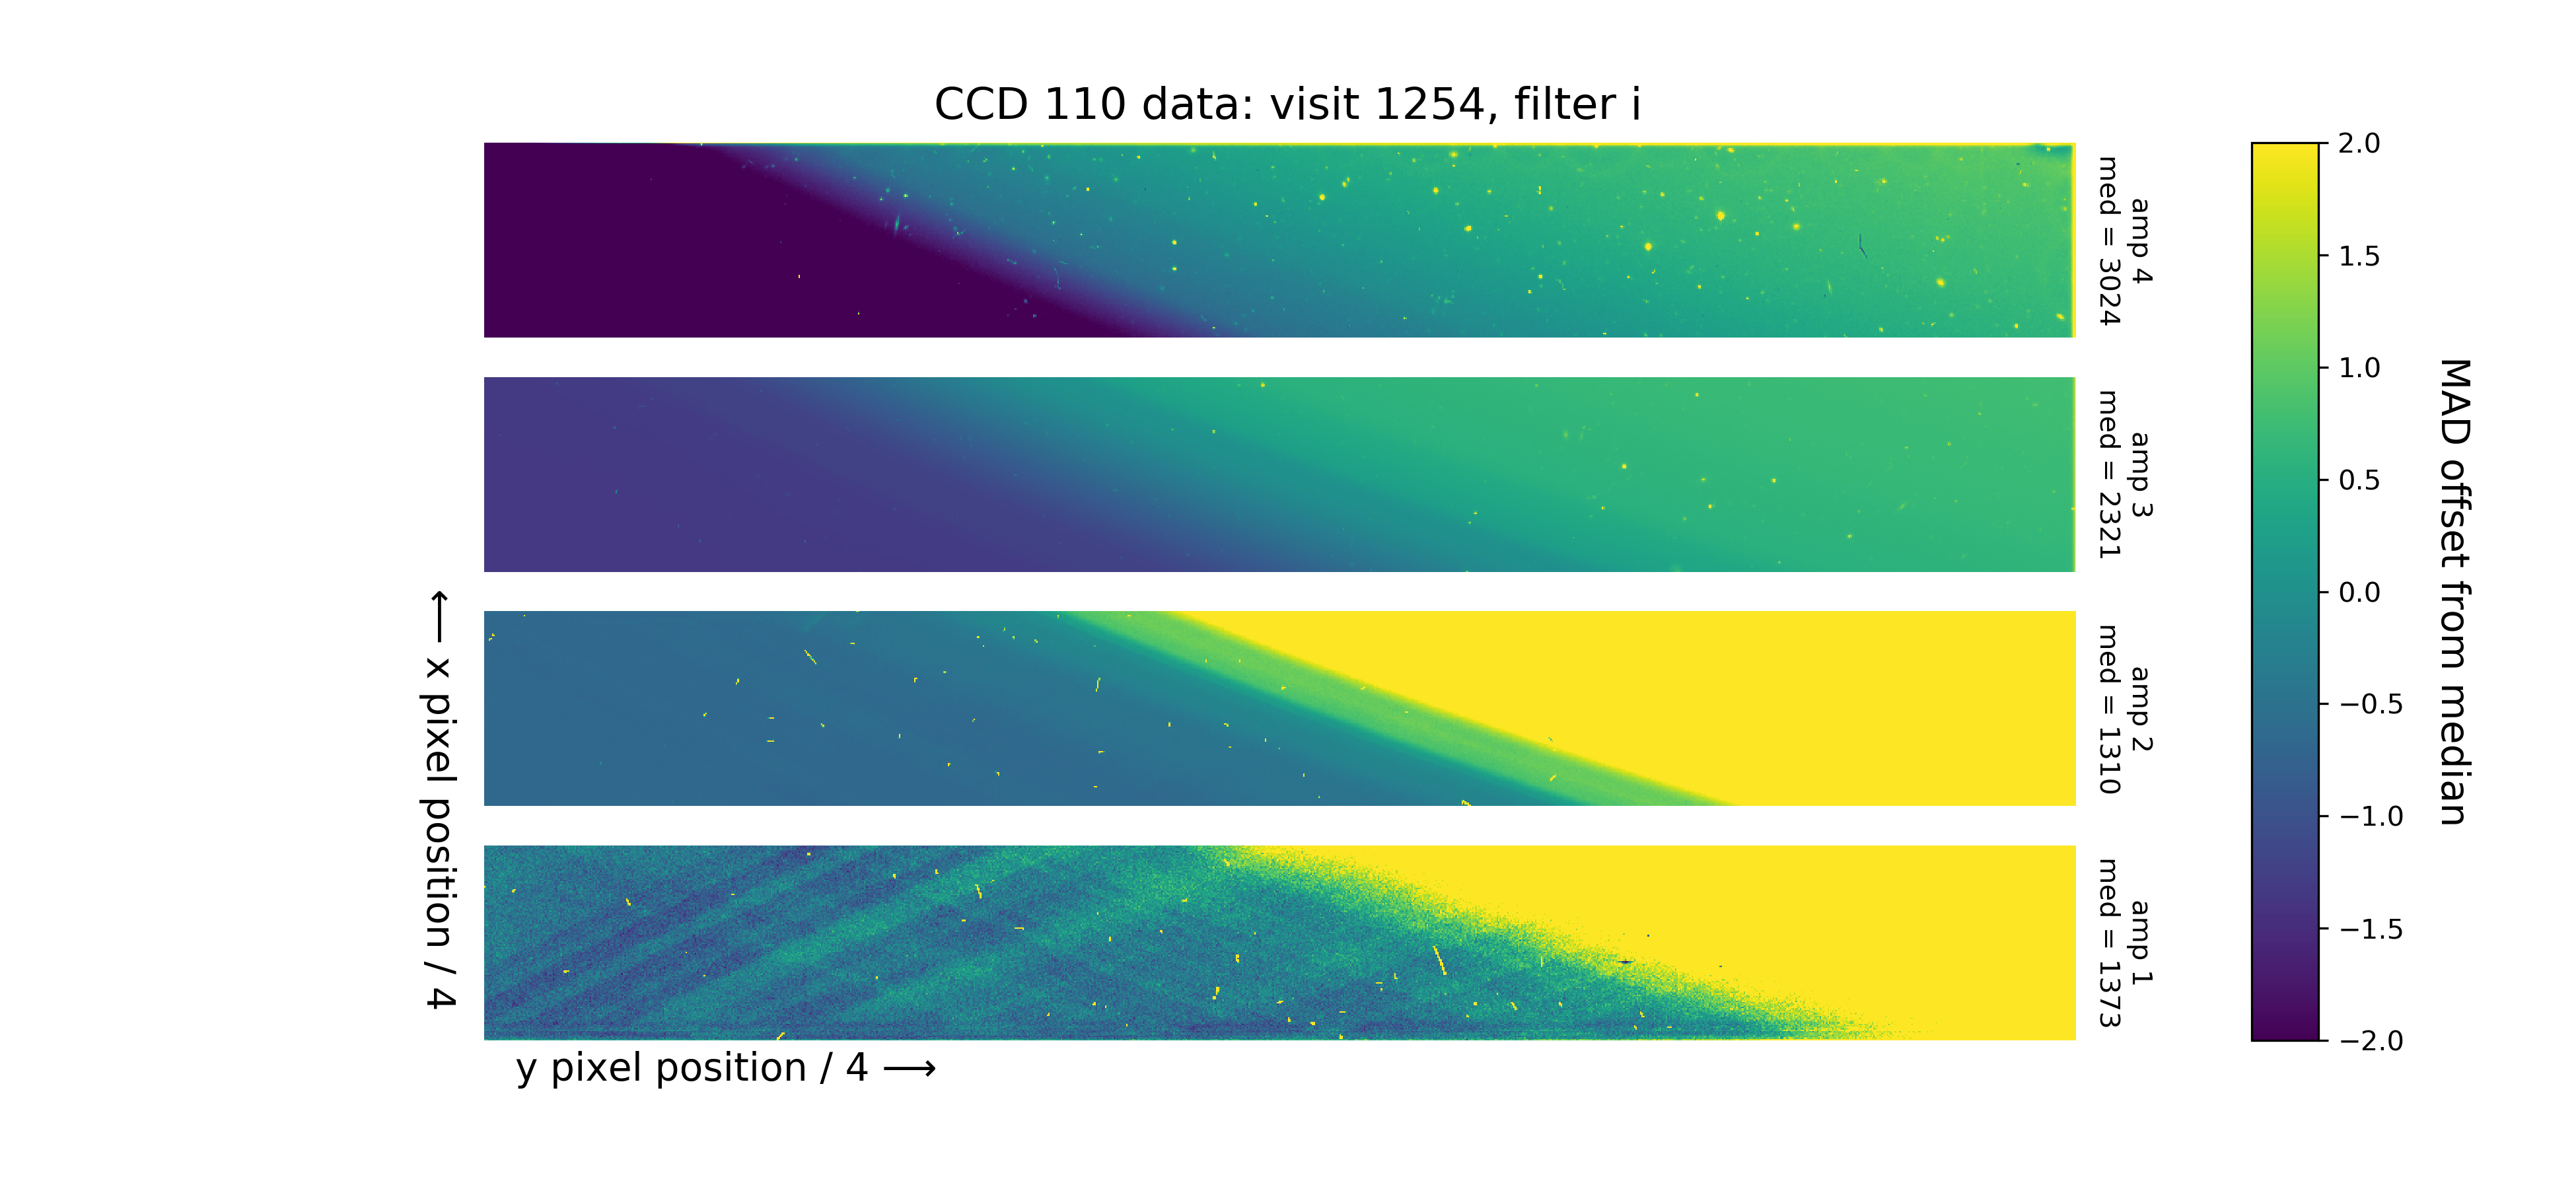 CCD 110 data: visit 1254, filter i
amp 4
med = 3024
amp 3
med = 2321
amp 2
med = 1310
amp 1
med = 1373
⟵ x pixel position / 4
y pixel position / 4 ⟶
2.0
1.5
1.0
0.5
0.0
−0.5
−1.0
−1.5
−2.0
MAD offset from median